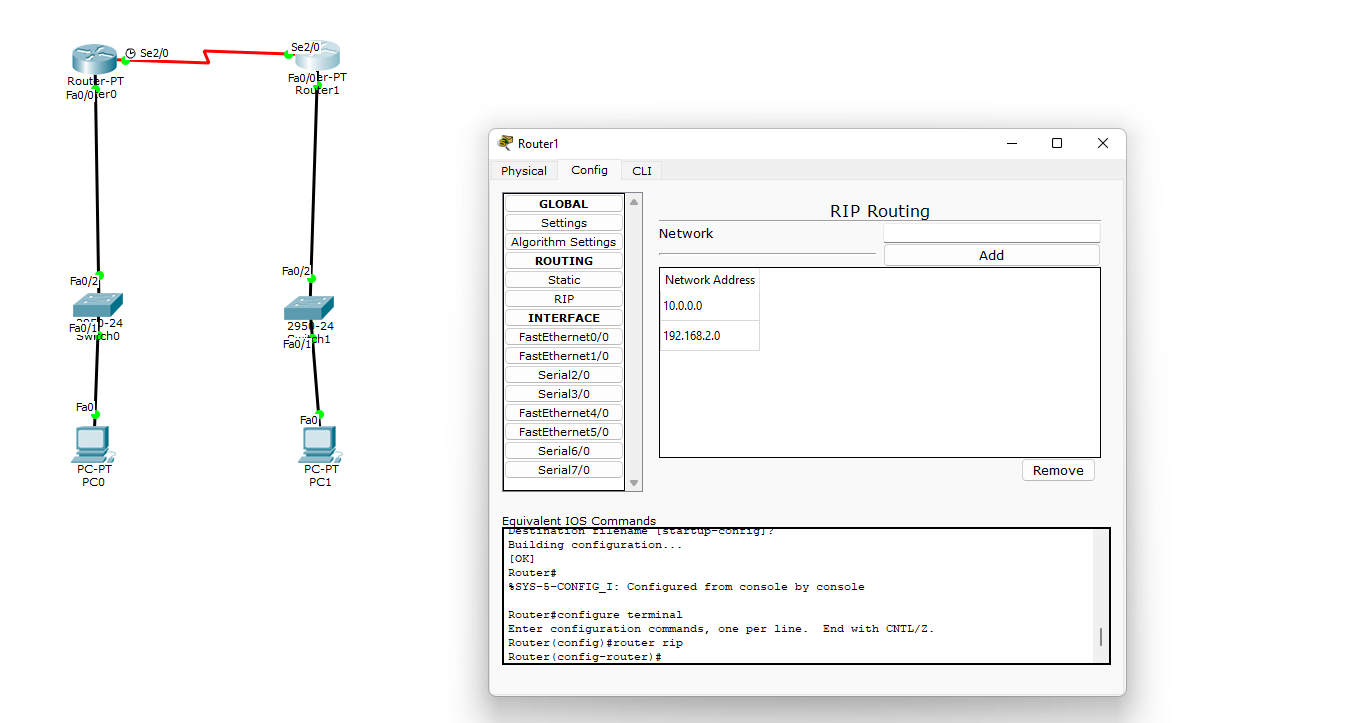 Se2/0
Se2/0
Router-PT
Fa0/0er0
Fa0/0er-PT
Router1
Fa0/2
Fa0/2
2950-24
Fa0/1
Switch0
2950-24
Fa0/1
Fa0
Fa0
PC-PT
PC0
PC-PT
PC1
Router1
Physical
Config
CLI
GLOBAL
Settings
Algorithm Settings
ROUTING
Static
RIP
INTERFACE
FastEthernet0/0
FastEthernet1/0
Serial2/0
Serial3/0
FastEthernet4/0
FastEthernet5/0
Serial6/0
Serial7/0
RIP Routing
Network
Add
Network Address
10.0.0.0
192.168.2.0
Remove
Equivalent IOS Commands
Destination filename [startup-config]?
Building configuration...
[OK]
Router#
%SYS-5-CONFIG_I: Configured from console by console
Router#configure terminal
Enter configuration commands, one per line.  End with CNTL/Z.
Router(config)#router rip
Router(config-router)#